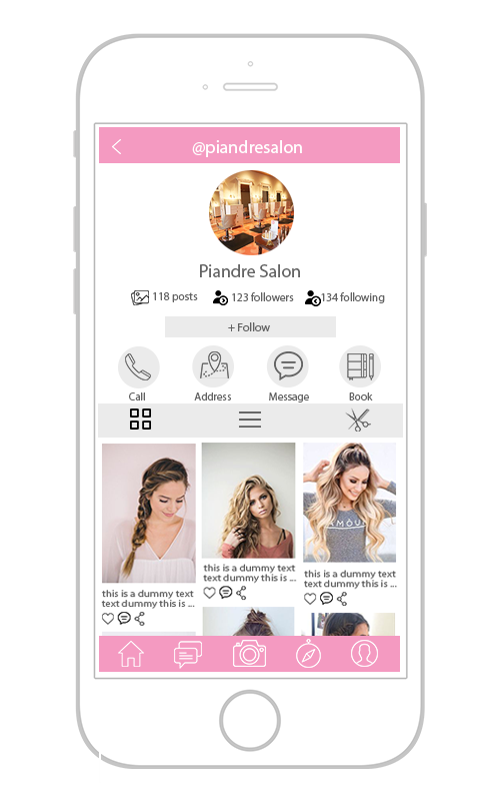 @piandresalon
Piandre Salon
118 posts 123 followers 134 following
+ Follow
Call Address Message Book
this is a dummy text
text dummy this is ...
this is a dummy text
text dummy this is ...
this is a dummy text
text dummy this is ...